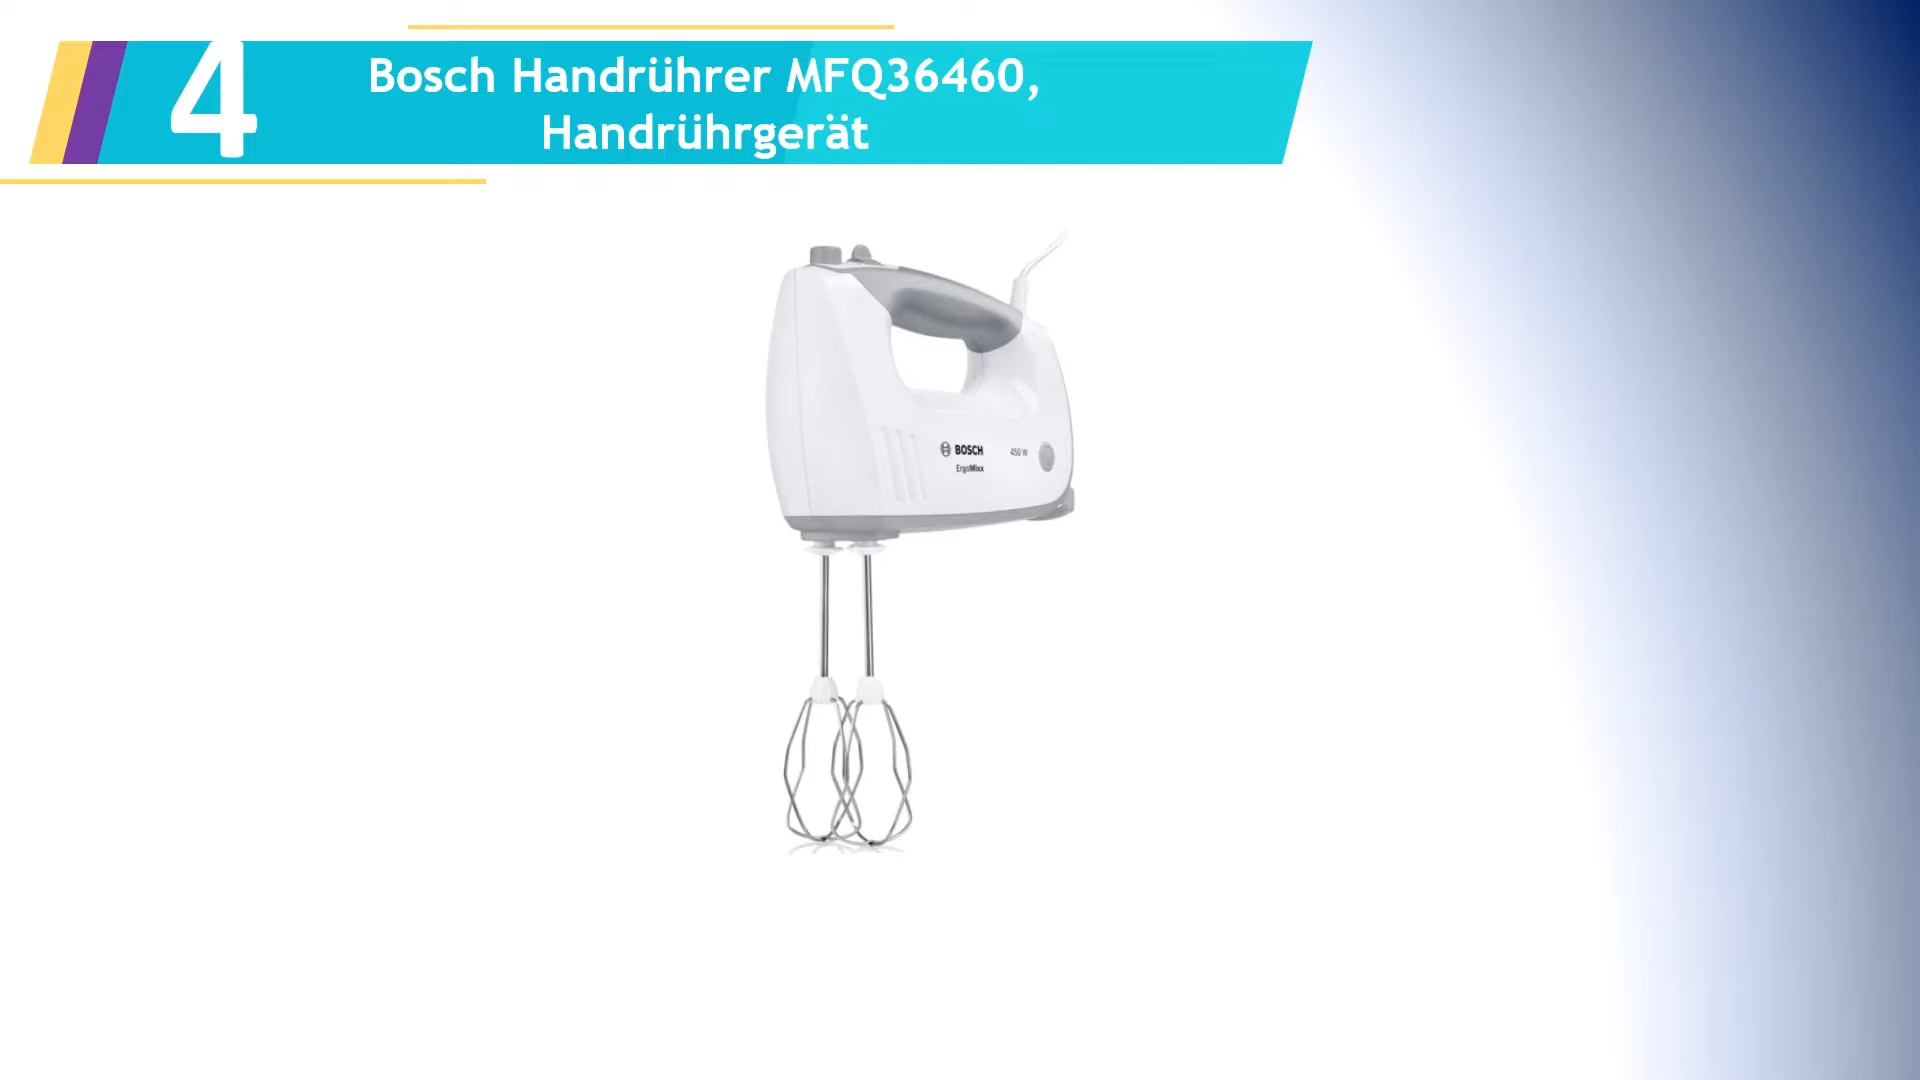 4
Bosch Handrührer MFQ36460,
Handrührgerät
BOSCH
450 W
ErgoMixx